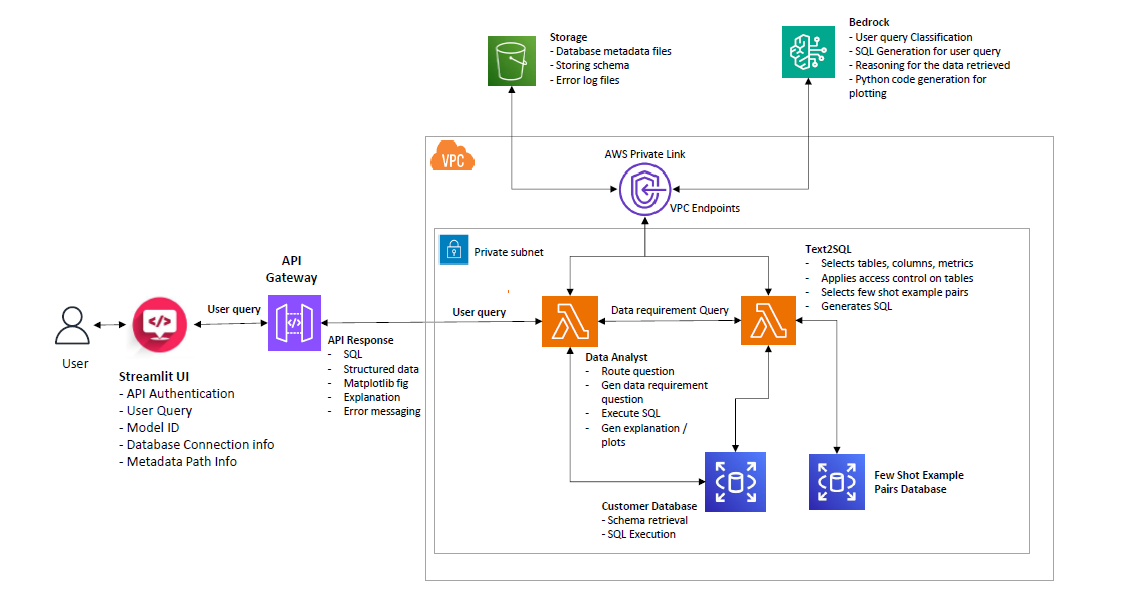 Storage
- Database metadata files
- Storing schema
- Error log files
Bedrock
- User query Classification
- SQL Generation for user query
- Reasoning for the data retrieved
- Python code generation for
plotting
VPC
AWS Private Link
VPC Endpoints
Private subnet
Text2SQL
- Selects tables, columns, metrics
- Applies access control on tables
- Selects few shot example pairs
- Generates SQL
API
Gateway
User query
User query
Data requirement Query
User
Streamlit UI
- API Authentication
- User Query
- Model ID
- Database Connection info
- Metadata Path Info
API Response
- SQL
- Structured data
- Matplotlib fig
- Explanation
- Error messaging
Data Analyst
- Route question
- Gen data requirement
question
- Execute SQL
- Gen explanation /
plots
Customer Database
- Schema retrieval
- SQL Execution
Few Shot Example
Pairs Database